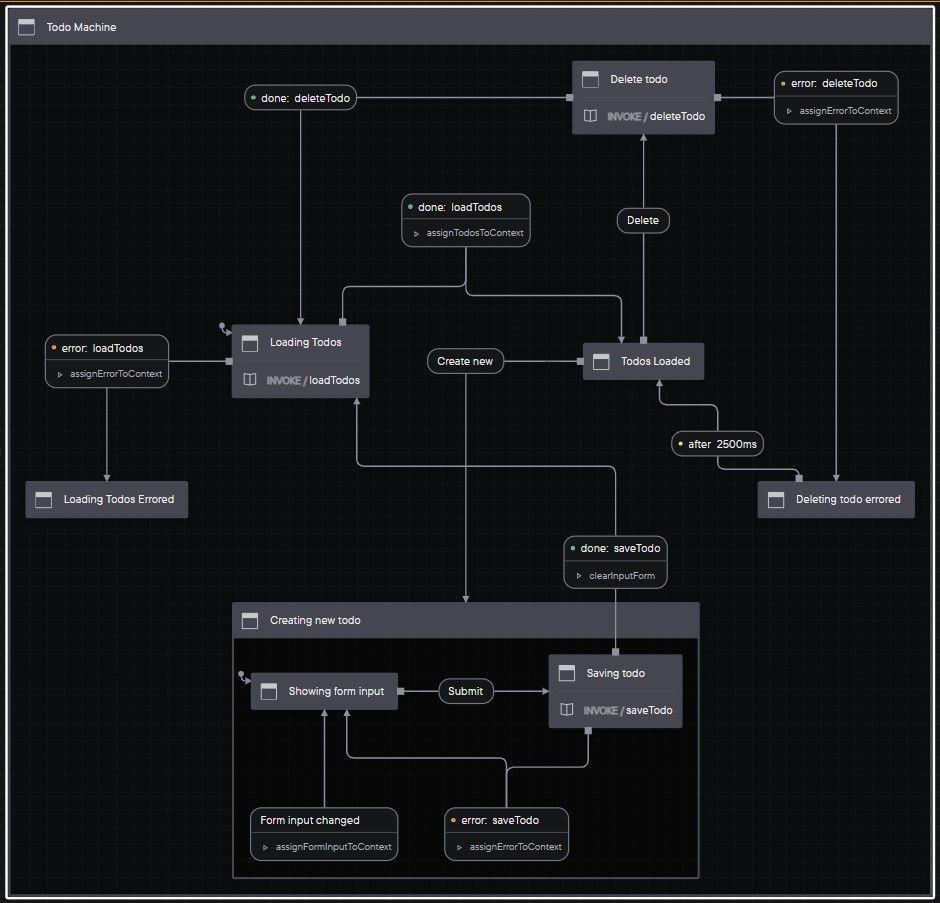 Todo Machine
Delete todo
INVOKE / deleteTodo
done: deleteTodo
error: deleteTodo
assignErrorToContext
done: loadTodos
assignTodosToContext
Delete
Loading Todos
INVOKE / loadTodos
error: loadTodos
assignErrorToContext
Create new
Todos Loaded
after 2500ms
Loading Todos Errored
Deleting todo errored
done: saveTodo
clearInputForm
Creating new todo
Showing form input
Submit
Saving todo
INVOKE / saveTodo
Form input changed
assignFormInputToContext
error: saveTodo
assignErrorToContext